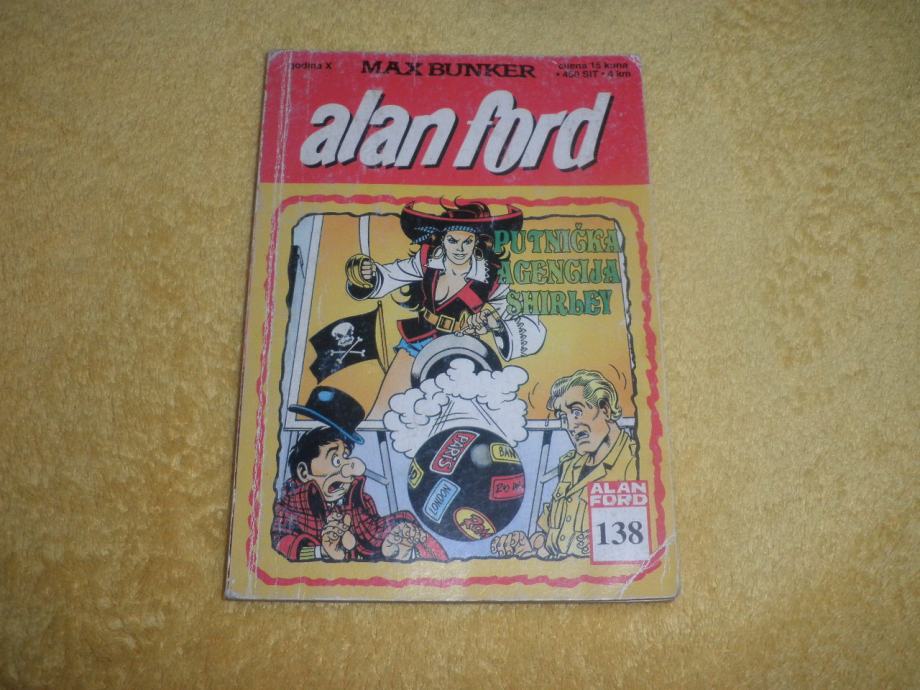 godina X
MAX BUNKER
cijena 15 kuna
• 450 SIT • 4 km
alan ford
PUTNIČKA
AGENCIJA
SHIRLEY
PARIS
BAN
LONDON
ALAN
FORD
138